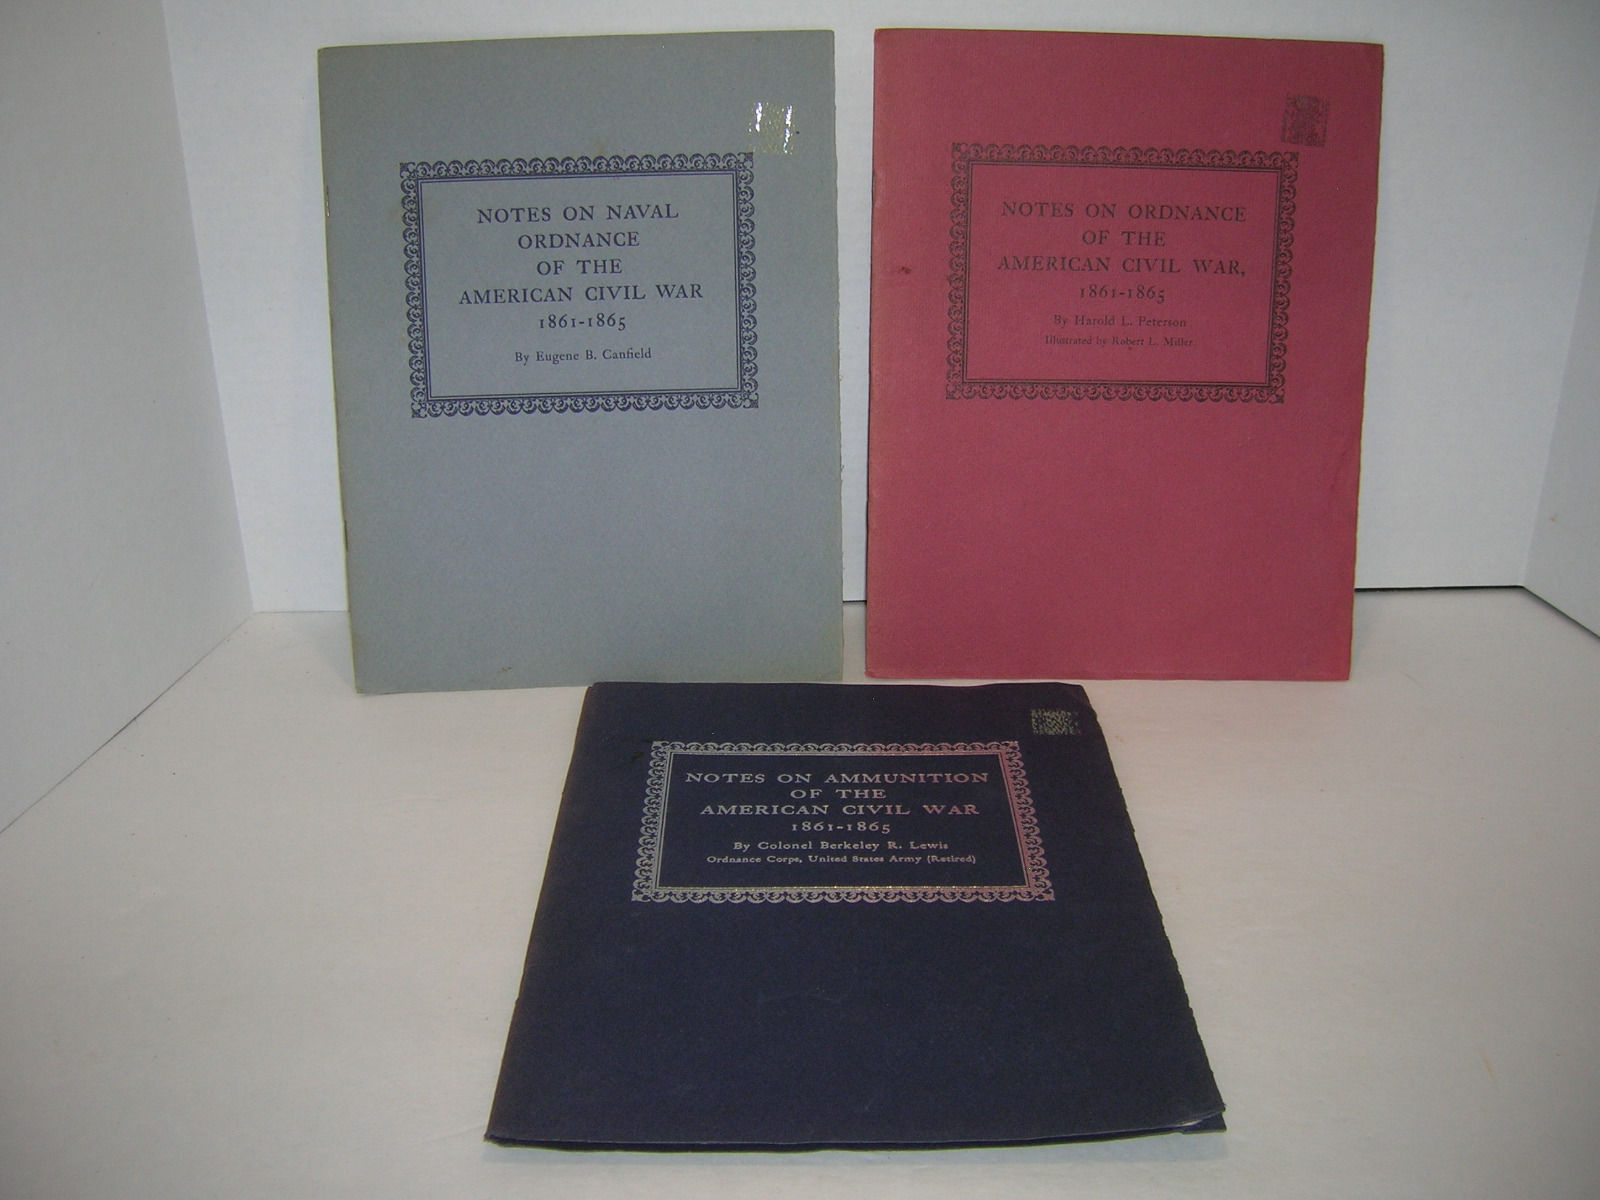 NOTES ON NAVAL
ORDNANCE
OF THE
AMERICAN CIVIL WAR
1861-1865
By Eugene B. Canfield
NOTES ON ORDNANCE
OF THE
AMERICAN CIVIL WAR,
1861-1865
By Harold L. Peterson
Illustrated by Robert L. Miller
NOTES ON AMMUNITION
OF THE
AMERICAN CIVIL WAR
1861-1865
By Colonel Berkeley R. Lewis
Ordnance Corps, United States Army (Retired)